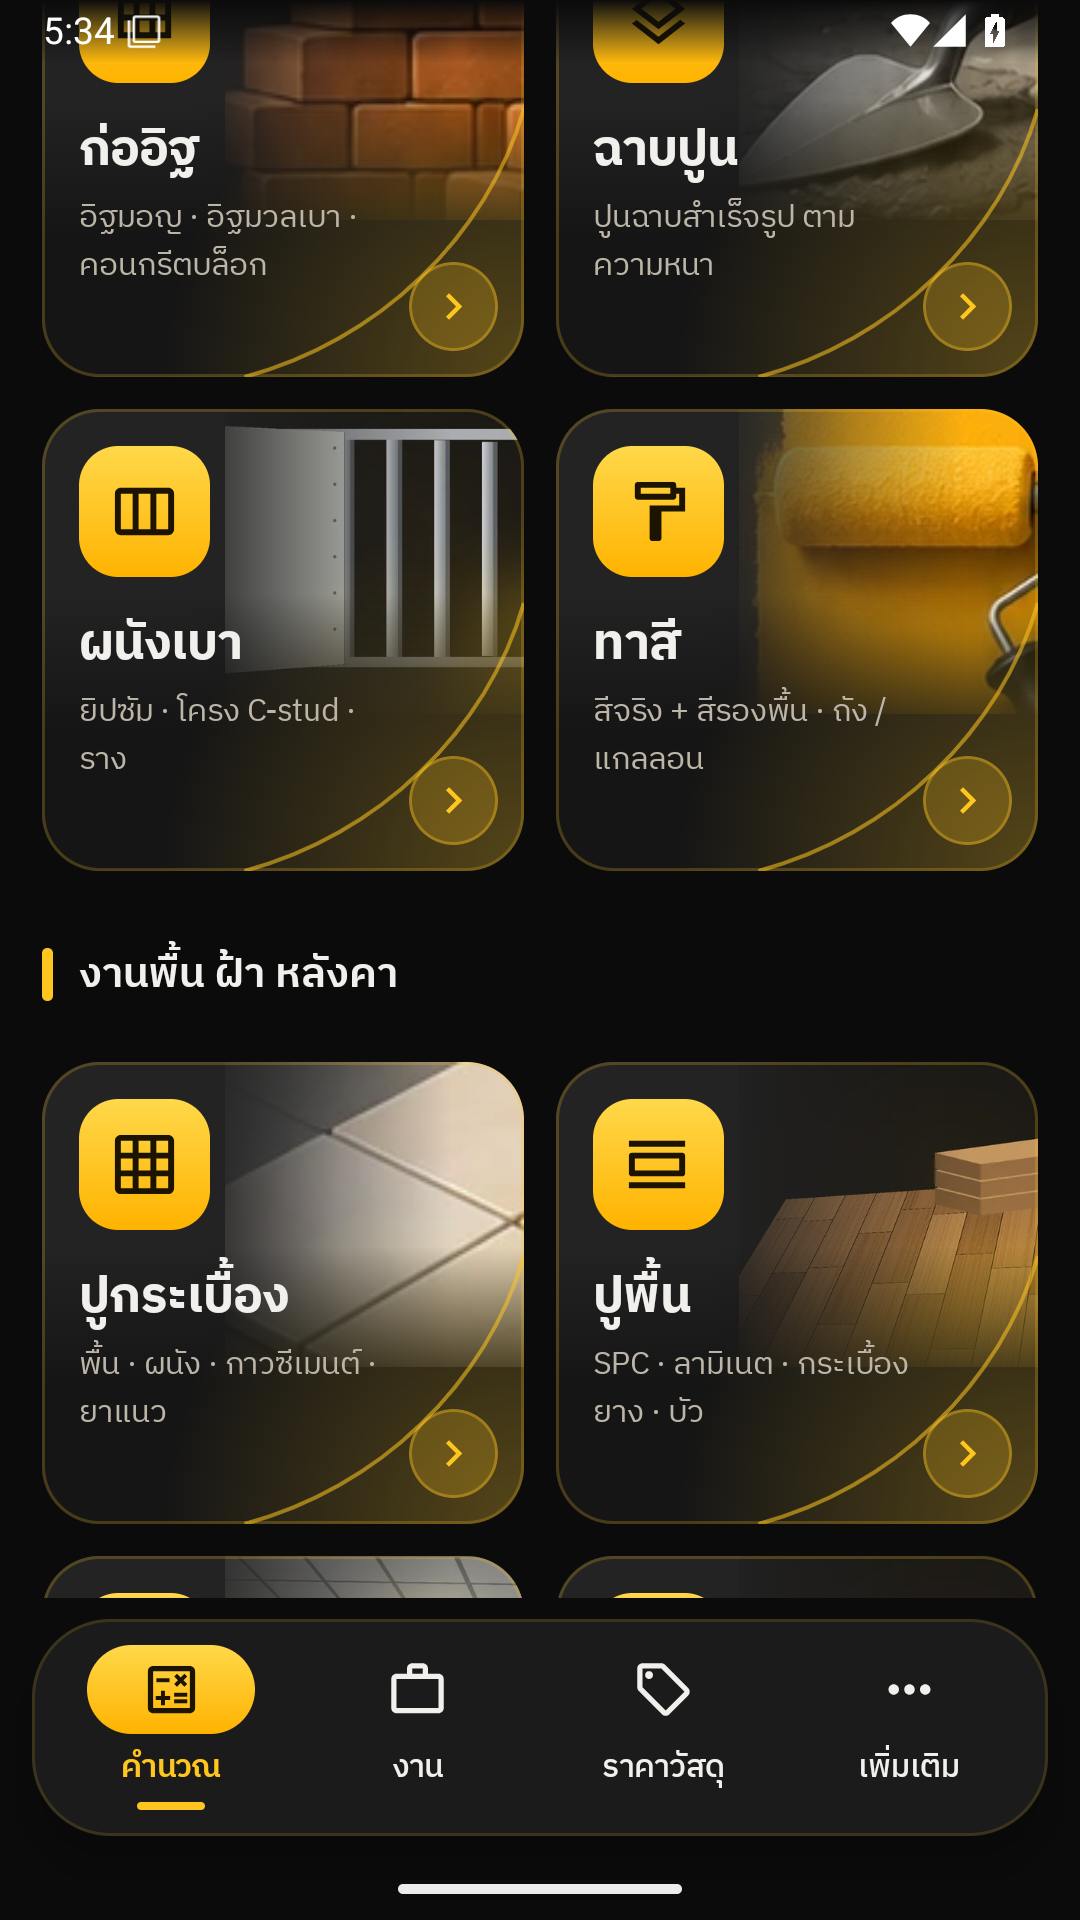 5:34
ก่ออิฐ
อิฐมอญ · อิฐมวลเบา ·
คอนกรีตบล็อก
ฉาบปูน
ปูนฉาบสำเร็จรูป ตาม
ความหนา
ผนังเบา
ยิปซัม · โครง C-stud ·
ราง
ทาสี
สีจริง + สีรองพื้น · ถัง /
แกลลอน
งานพื้น ฝ้า หลังคา
ปูกระเบื้อง
พื้น · ผนัง · กาวซีเมนต์ ·
ยาแนว
ปูพื้น
SPC · ลามิเนต · กระเบื้อง
ยาง · บัว
คำนวณ
งาน
ราคาวัสดุ
เพิ่มเติม